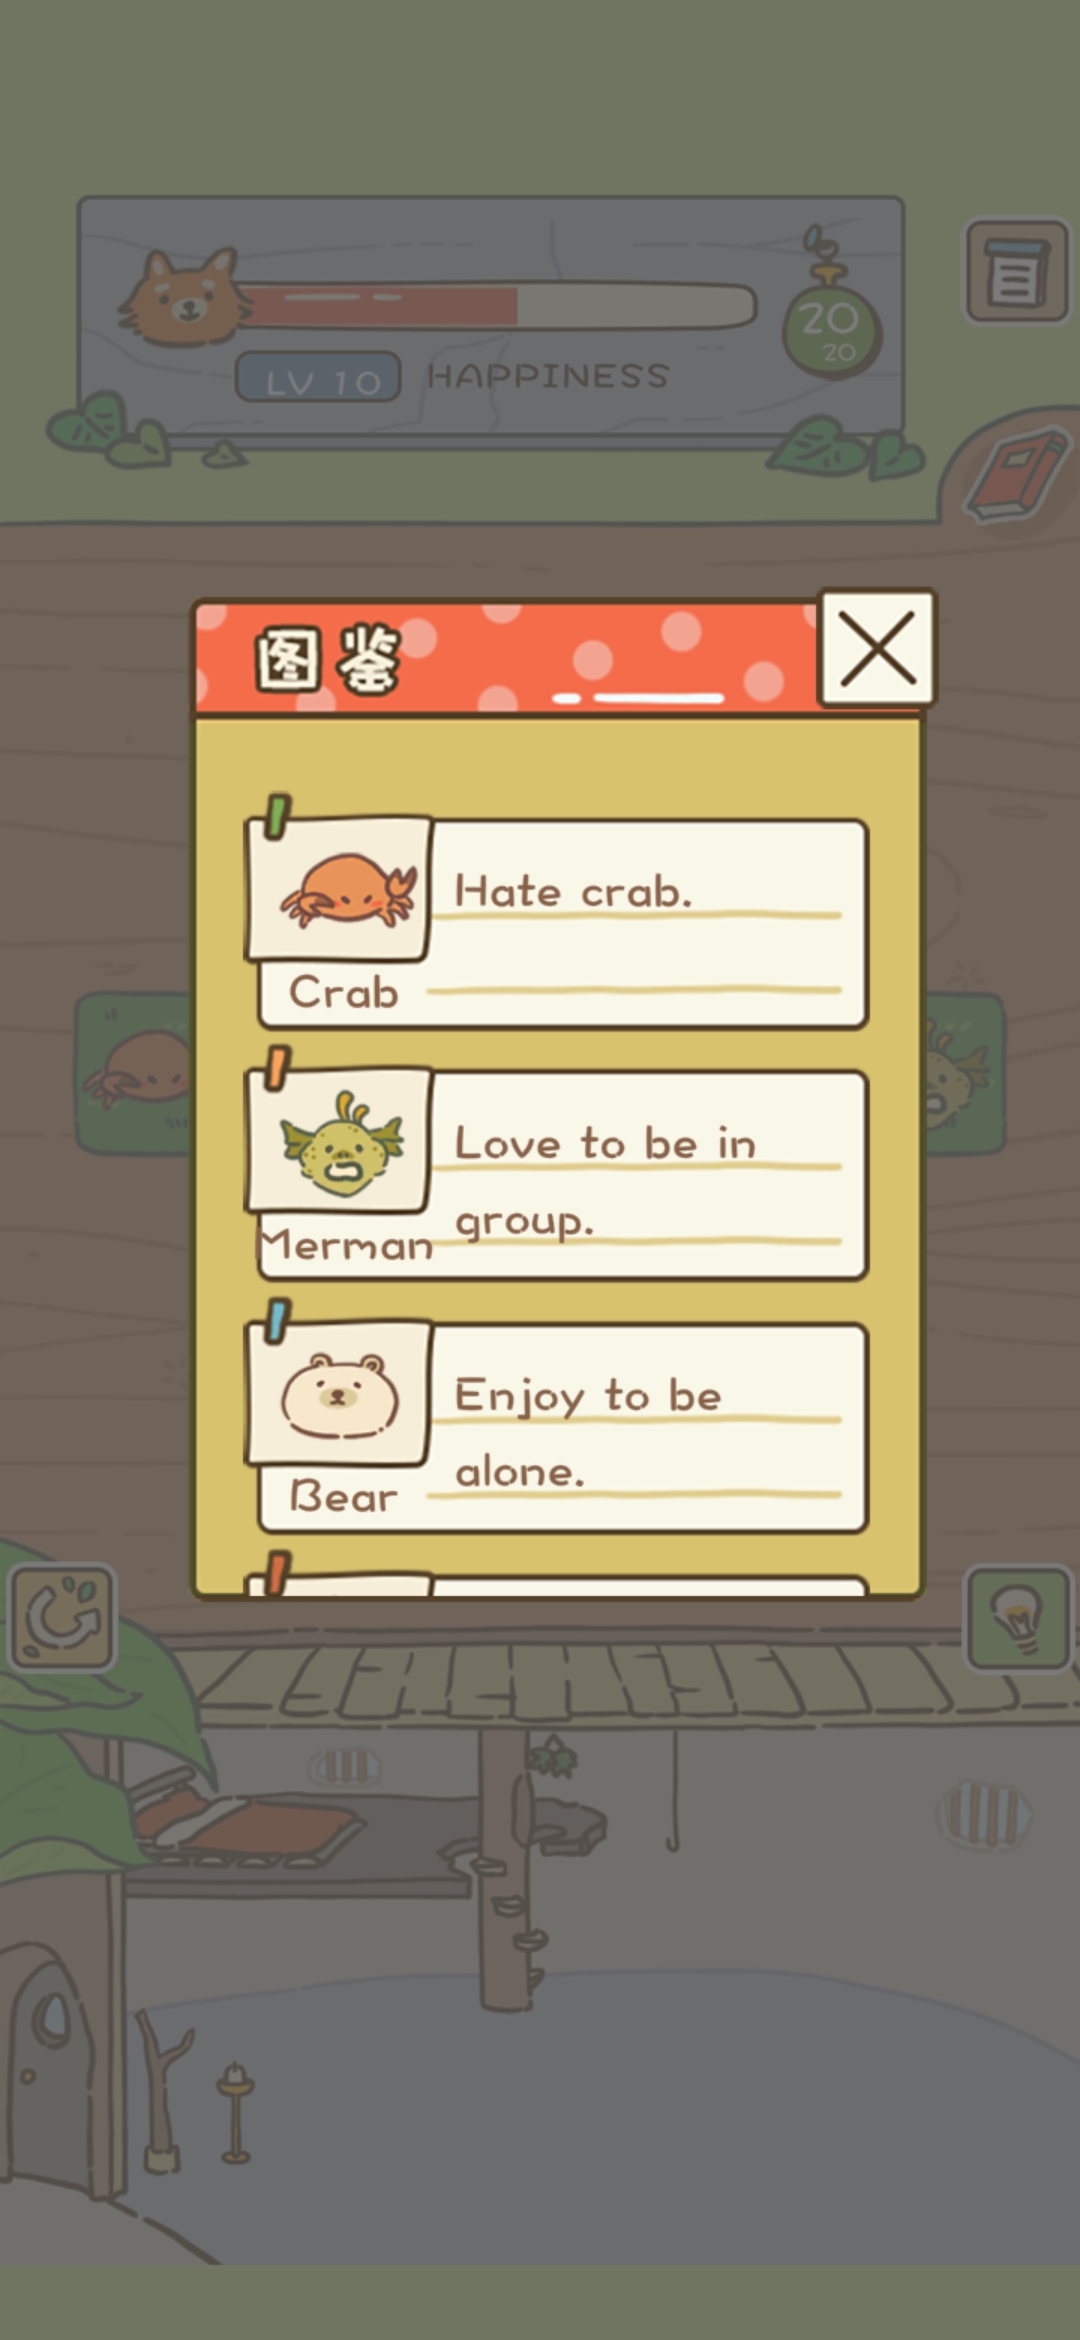 20
20
LV 10
HAPPINESS
图鉴
Hate crab.
Crab
Love to be in
group.
Merman
Enjoy to be
alone.
Bear